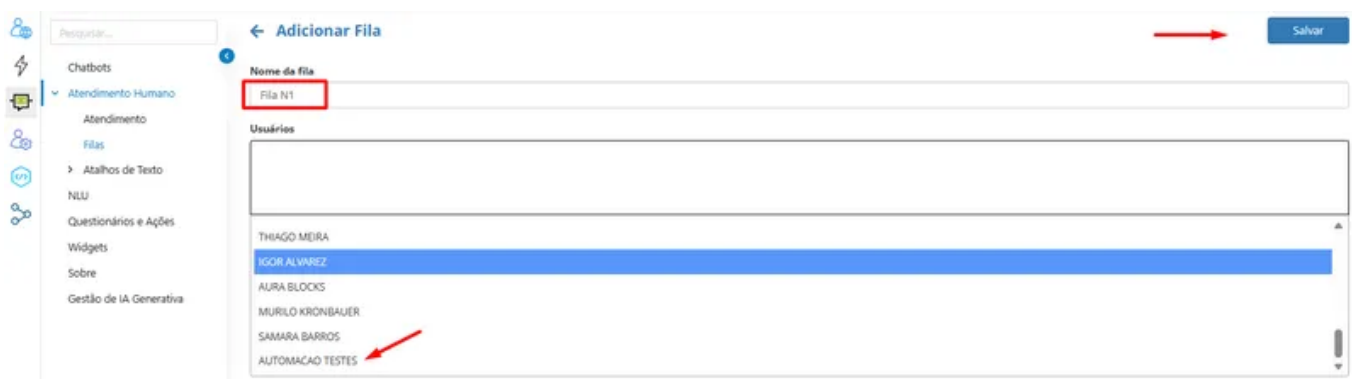 Pesquisar...
Chatbots
Atendimento Humano
Atendimento
Filas
Atalhos de Texto
NLU
Questionários e Ações
Widgets
Sobre
Gestão de IA Generativa
Adicionar Fila
Salvar
Nome da fila
Fila N1
Usuários
THIAGO MEIRA
IGOR ALVAREZ
AURA BLOCKS
MURILO KRONBAUER
SAMARA BARROS
AUTOMACAO TESTES